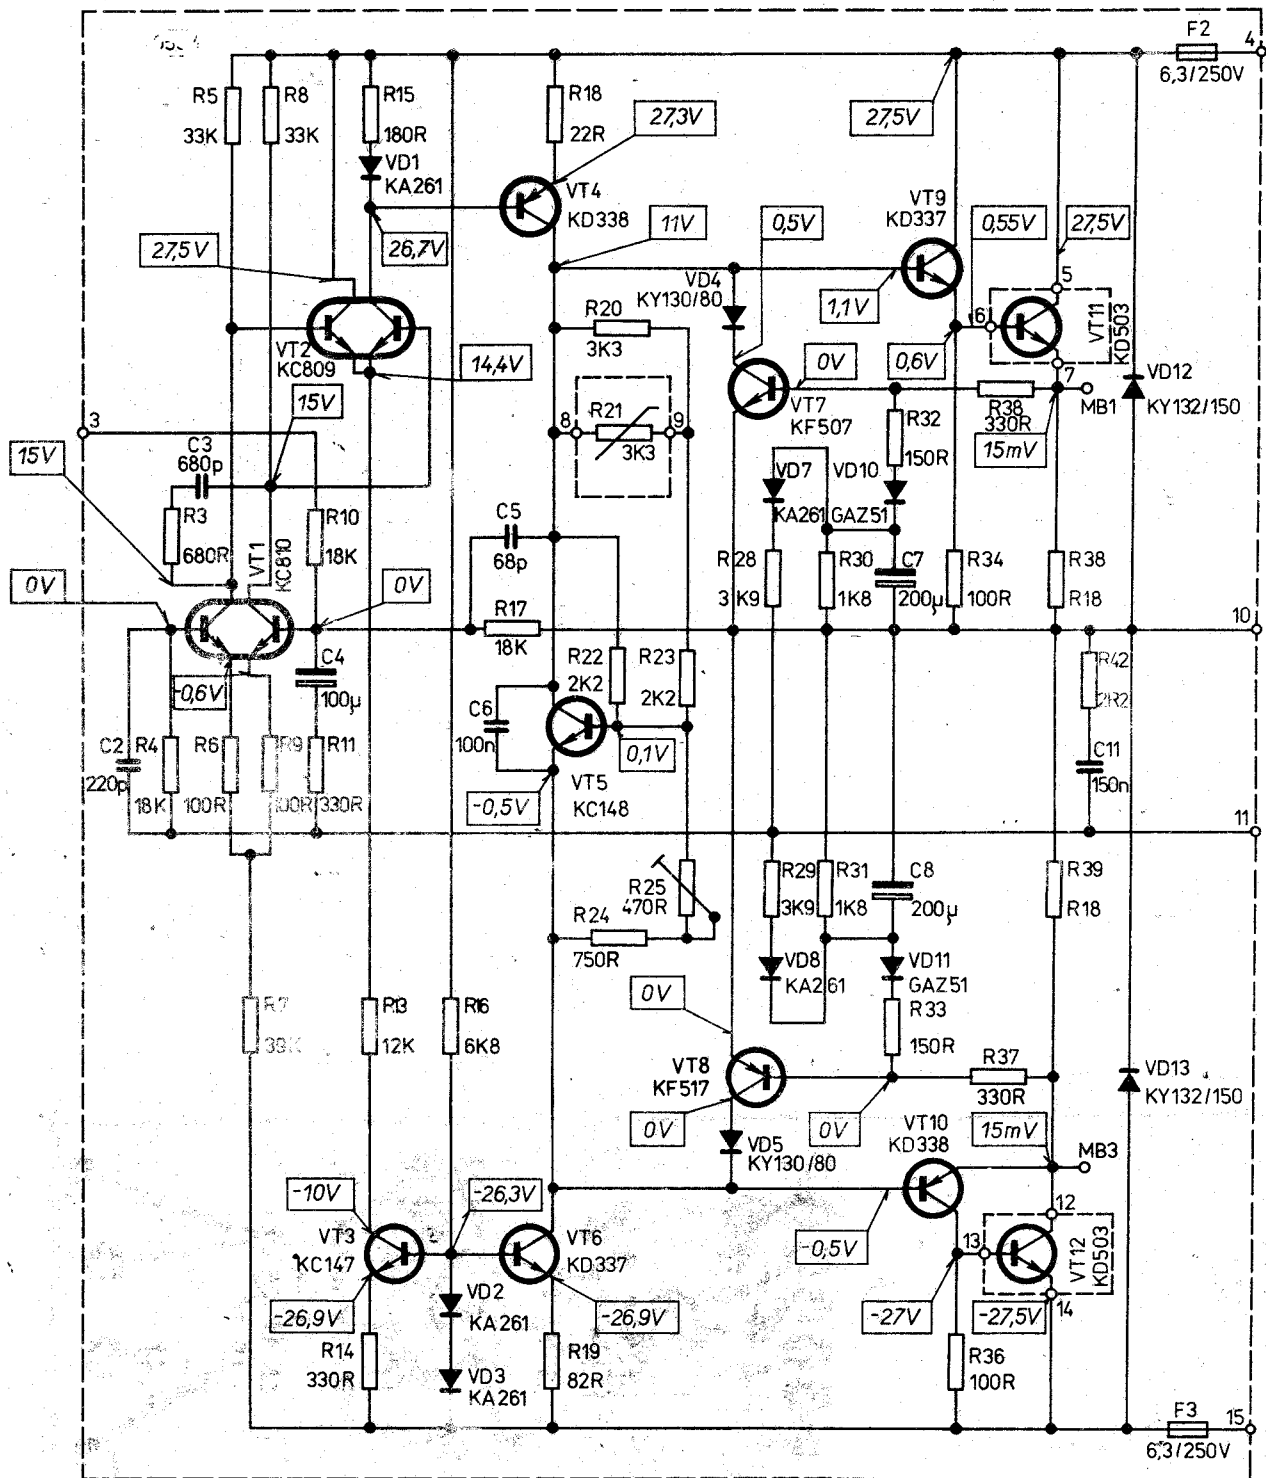 F2
4
6,3/250V
R5
33K
R8
33K
R15
180R
R18
22R
27,3V
27,5V
VD1
KA261
VT4
KD338
VT9
KD337
27,5V
26,7V
11V
0,5V
0,55V
27,5V
VD4
KY130/80
5
R20
3K3
1,1V
6
VT11
KD503
VT2
KC809
14,4V
0V
0,6V
7
VD12
KY132/150
15V
R21
8
9
3K3
VT7
KF507
R32
150R
R38
330R
MB1
3
15V
C3
680p
15mV
VD7
KA261
VD10
GAZ51
R3
680R
R10
18K
C5
68p
VT1
KC810
R28
3K9
R30
1K8
C7
200µ
R34
100R
R38
R18
0V
0V
R17
18K
10
C4
100µ
R22
2K2
R23
2K2
R42
2R2
-0,6V
C6
100n
C2
220p
R4
18K
R6
100R
R9
100R
R11
330R
0,1V
C11
150n
VT5
KC148
-0,5V
11
R25
470R
R29
3K9
R31
1K8
C8
200µ
R39
R18
R24
750R
VD8
KA261
VD11
GAZ51
0V
R7
R13
12K
R16
6K8
R33
150R
VT8
KF517
R37
330R
VD13
KY132/150
0V
0V
VT10
KD338
15mV
VD5
KY130/80
MB3
-10V
-26,3V
12
VT3
KC147
VT6
KD337
-0,5V
13
VT12
KD503
VD2
KA261
-26,9V
-26,9V
-27V
-27,5V
14
R14
330R
VD3
KA261
R19
82R
R36
100R
F3
15
6,3/250V